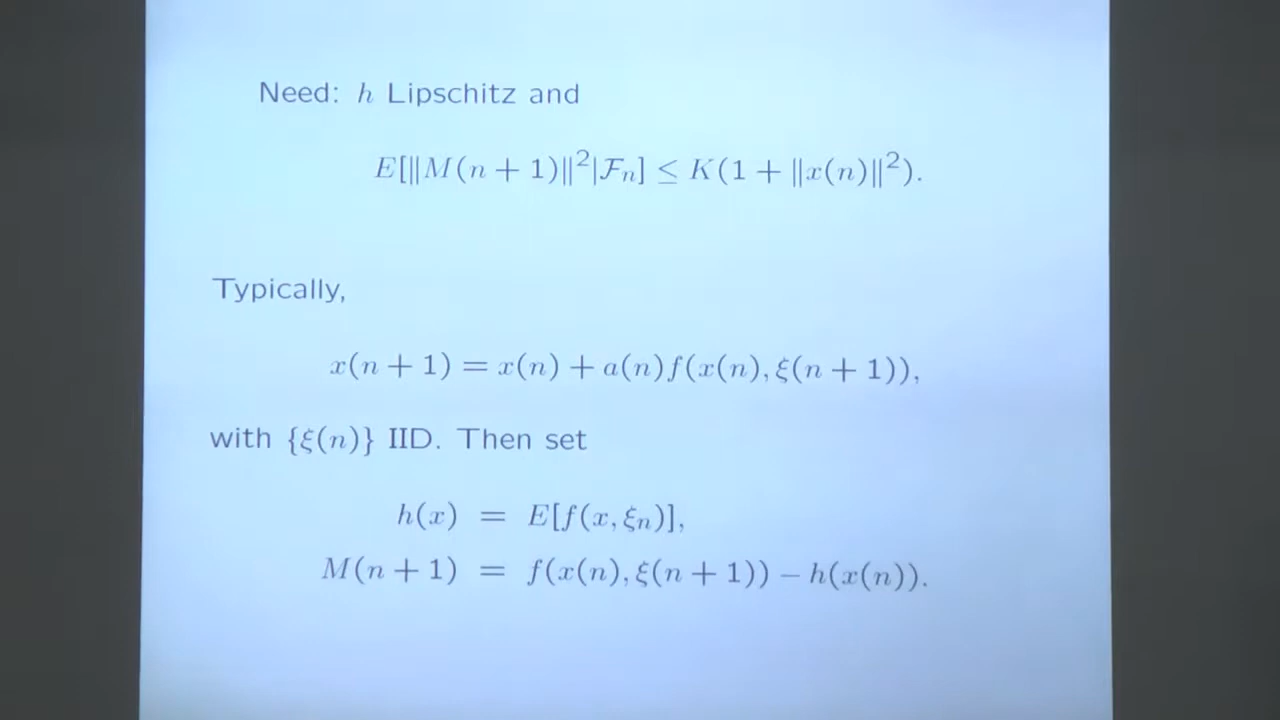 Need: h Lipschitz and
E[‖M(n + 1)‖²|ℱₙ] ≤ K(1 + ‖x(n)‖²).
Typically,
x(n + 1) = x(n) + a(n)f(x(n), ξ(n + 1)),
with {ξ(n)} IID. Then set
h(x) = E[f(x, ξₙ)],
M(n + 1) = f(x(n), ξ(n + 1)) − h(x(n)).